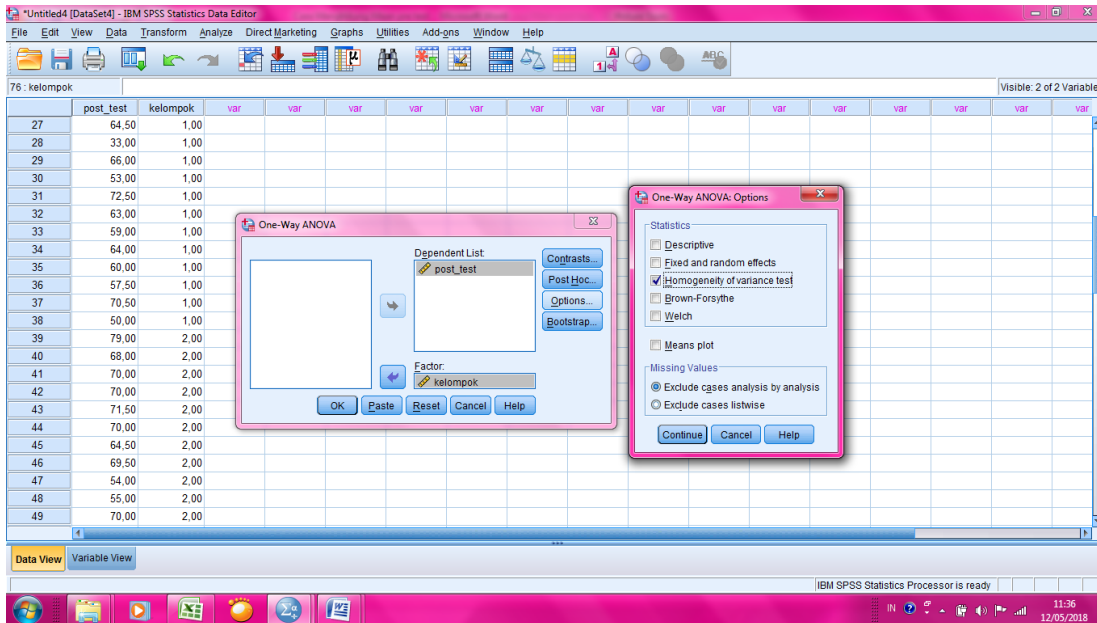 *Untitled4 [DataSet4] - IBM SPSS Statistics Data Editor
File Edit View Data Transform Analyze Direct Marketing Graphs Utilities Add-ons Window Help
76 : kelompok
Visible: 2 of 2 Variable
post_test kelompok var var var var var var var var var var var var var var var
27 64,50 1,00
28 33,00 1,00
29 66,00 1,00
30 53,00 1,00
31 72,50 1,00
32 63,00 1,00
33 59,00 1,00
34 64,00 1,00
35 60,00 1,00
36 57,50 1,00
37 70,50 1,00
38 50,00 1,00
39 79,00 2,00
40 68,00 2,00
41 70,00 2,00
42 70,00 2,00
43 71,50 2,00
44 70,00 2,00
45 64,50 2,00
46 69,50 2,00
47 54,00 2,00
48 55,00 2,00
49 70,00 2,00
One-Way ANOVA
Dependent List:
post_test
Contrasts...
Post Hoc...
Options...
Bootstrap...
Factor:
kelompok
OK Paste Reset Cancel Help
One-Way ANOVA: Options
Statistics
Descriptive
Fixed and random effects
Homogeneity of variance test
Brown-Forsythe
Welch
Means plot
Missing Values
Exclude cases analysis by analysis
Exclude cases listwise
Continue Cancel Help
Data View Variable View
IBM SPSS Statistics Processor is ready
IN 11:36
12/05/2018